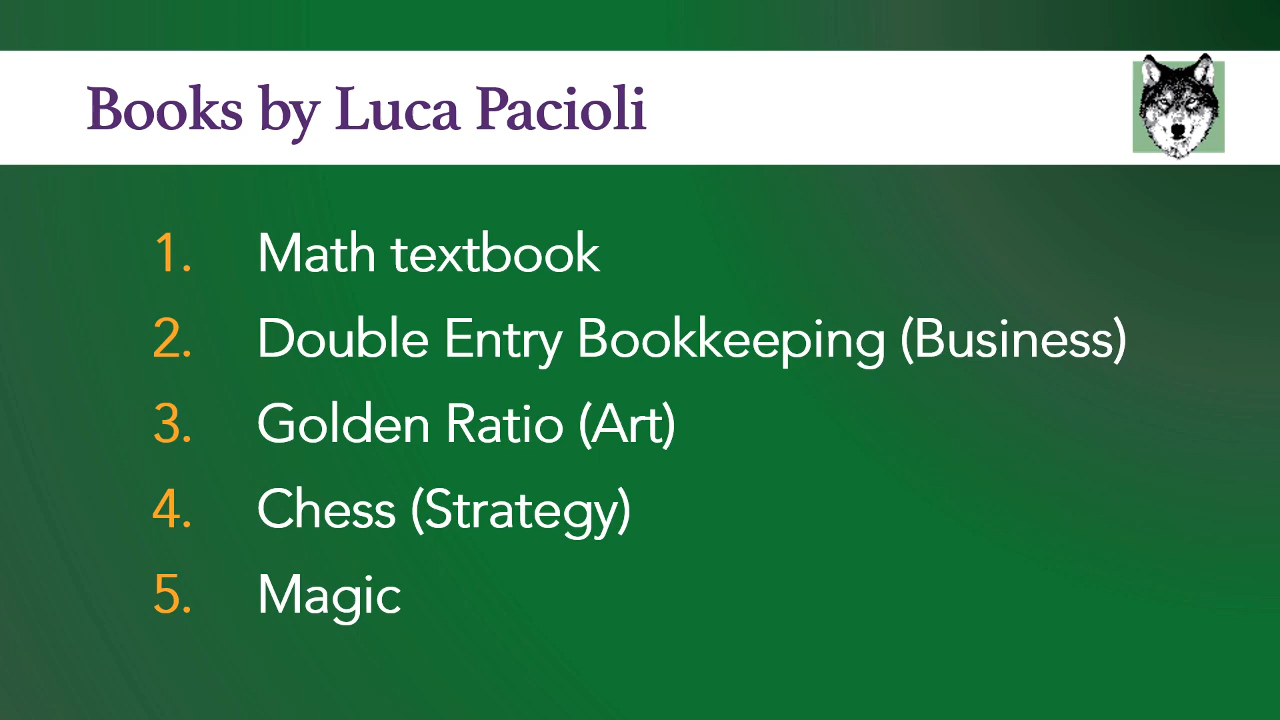 Books by Luca Pacioli
1. Math textbook
2. Double Entry Bookkeeping (Business)
3. Golden Ratio (Art)
4. Chess (Strategy)
5. Magic